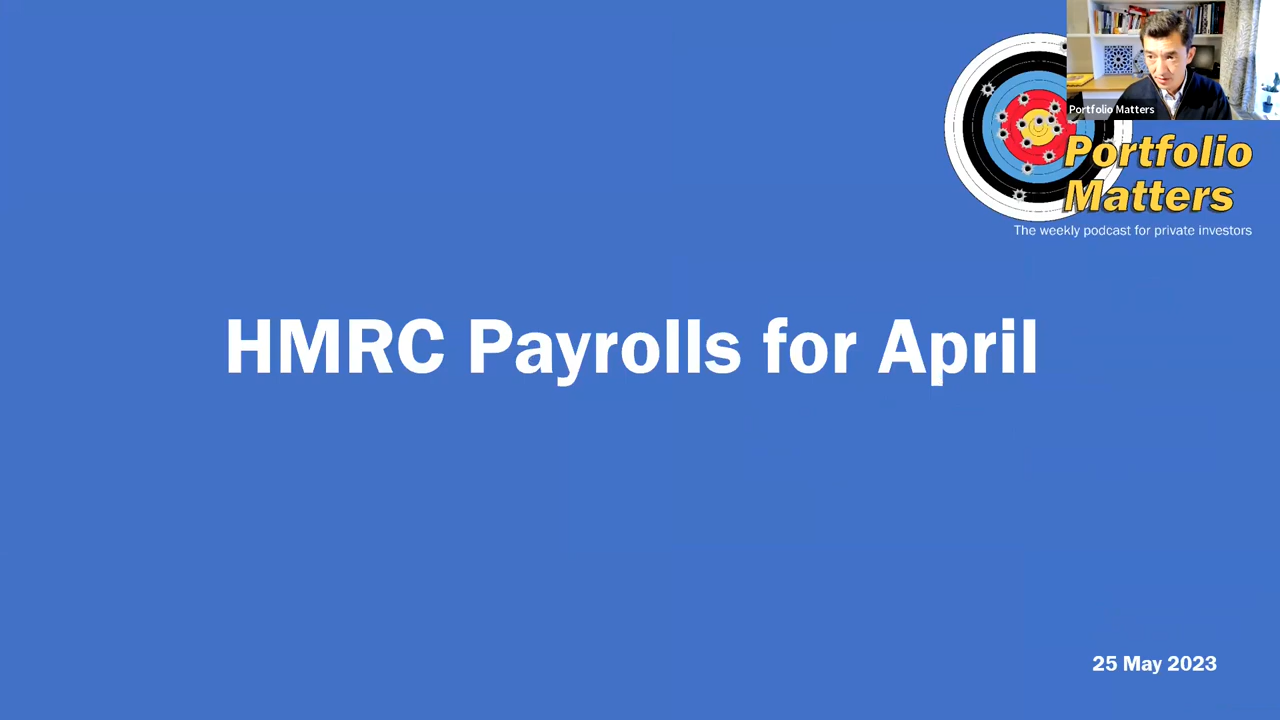 Portfolio Matters
Portfolio
Matters
The weekly podcast for private investors
HMRC Payrolls for April
25 May 2023